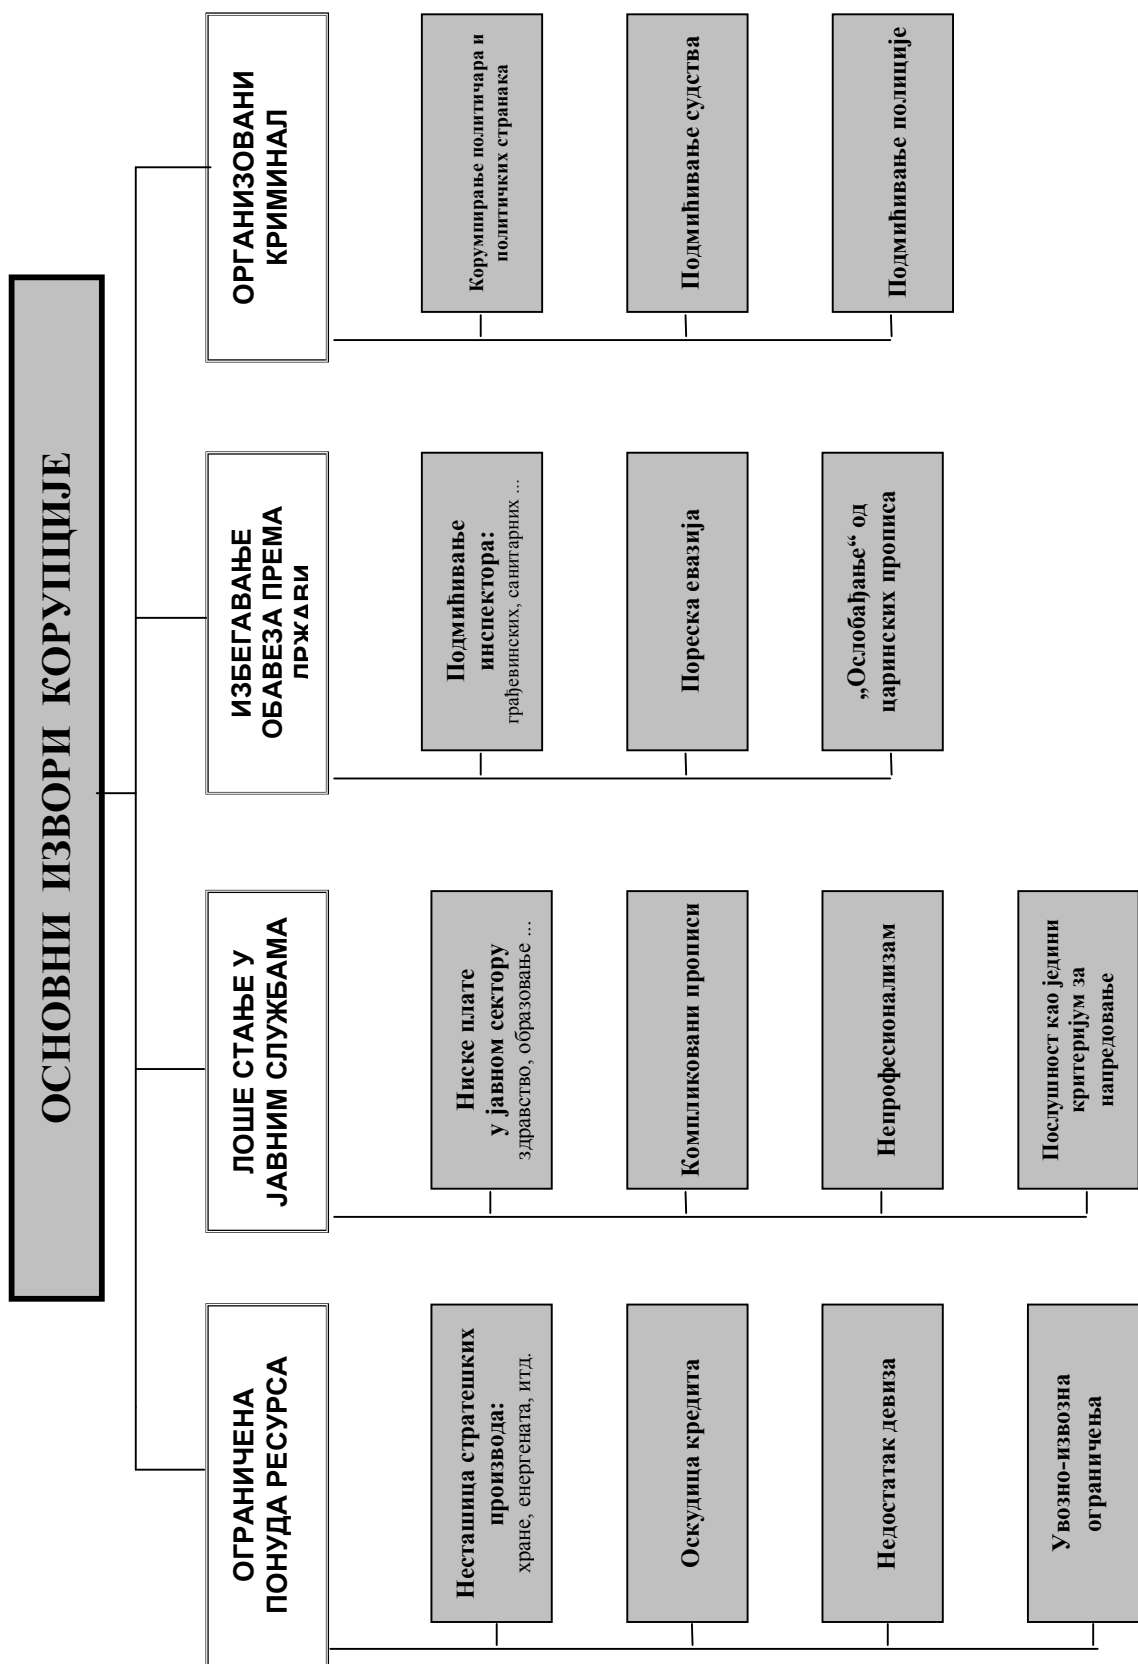 ОСНОВНИ ИЗВОРИ КОРУПЦИЈЕ
ОГРАНИЧЕНА
ПОНУДА РЕСУРСА
Несташица стратешких
производа:
хране, енергената, итд.
Оскудица кредита
Недостатак девиза
Увозно-извозна
ограничења
ЛОШЕ СТАЊЕ У
ЈАВНИМ СЛУЖБАМА
Ниске плате
у јавном сектору
здравство, образовање ...
Компликовани прописи
Непрофесионализам
Послушност као једини
критеријум за
напредовање
ИЗБЕГАВАЊЕ
ОБАВЕЗА ПРЕМА
ДРЖАВИ
Подмићивање
инспектора:
грађевинских, санитарних ...
Пореска евазија
„Ослобађање“ од
царинских прописа
ОРГАНИЗОВАНИ
КРИМИНАЛ
Корумпирање политичара и
политичких странака
Подмићивање судства
Подмићивање полиције